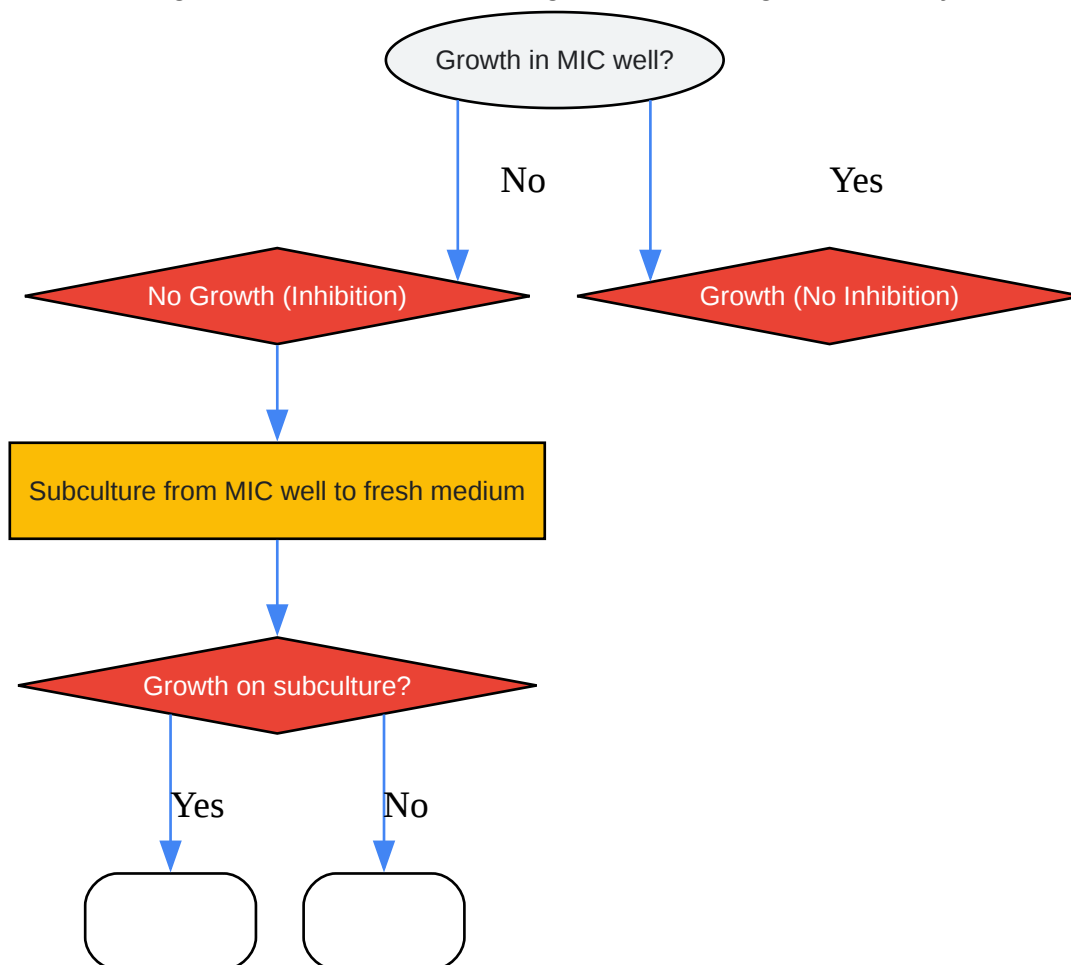 Growth in MIC well?
No
Yes
No Growth (Inhibition)
Growth (No Inhibition)
Subculture from MIC well to fresh medium
Growth on subculture?
Yes
No